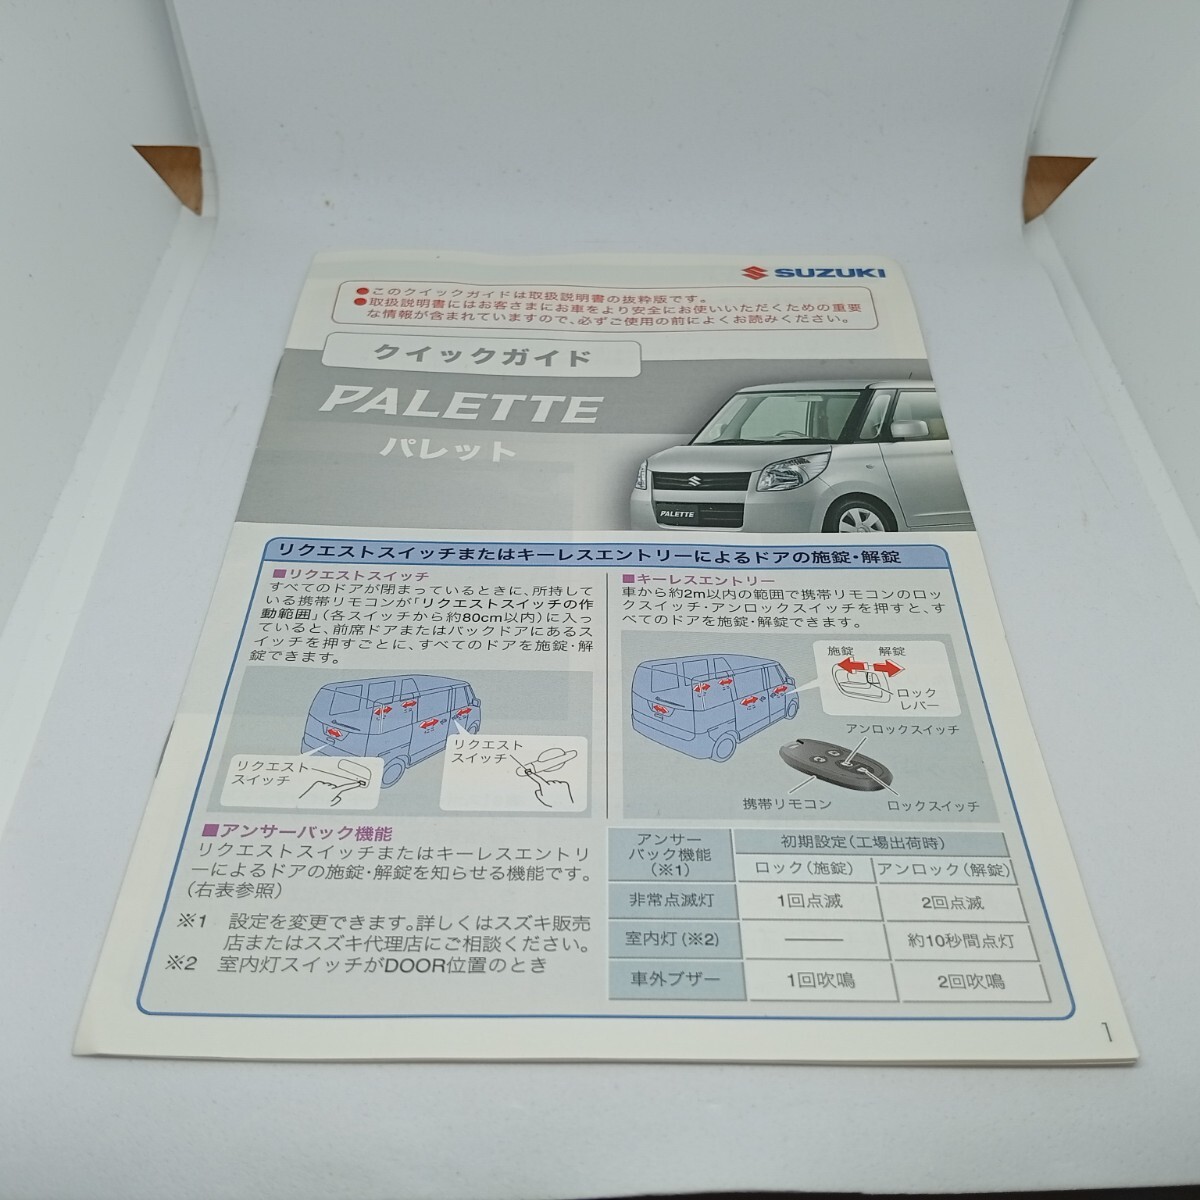 SUZUKI
●このクイックガイドは取扱説明書の抜粋版です。
●取扱説明書にはお客さまにお車をより安全にお使いいただくための重要
な情報が含まれていますので、必ずご使用の前によくお読みください。
クイックガイド
PALETTE
パレット
PALETTE
リクエストスイッチまたはキーレスエントリーによるドアの施錠・解錠
■リクエストスイッチ
すべてのドアが閉まっているときに、所持して
いる携帯リモコンが「リクエストスイッチの作
動範囲」(各スイッチから約80cm以内)に入っ
ていると、前席ドアまたはバックドアにあるス
イッチを押すごとに、すべてのドアを施錠・解
錠できます。
リクエスト
スイッチ
リクエスト
スイッチ
■キーレスエントリー
車から約2m以内の範囲で携帯リモコンのロッ
クスイッチ・アンロックスイッチを押すと、す
べてのドアを施錠・解錠できます。
施錠 解錠
ロック
レバー
アンロックスイッチ
携帯リモコン
ロックスイッチ
■アンサーバック機能
リクエストスイッチまたはキーレスエントリ
ーによるドアの施錠・解錠を知らせる機能です。
(右表参照)
※1 設定を変更できます。詳しくはスズキ販売
店またはスズキ代理店にご相談ください。
※2 室内灯スイッチがDOOR位置のとき
アンサー
バック機能
(※1)
初期設定(工場出荷時)
ロック(施錠) アンロック(解錠)
非常点滅灯 1回点滅 2回点滅
室内灯(※2) ―― 約10秒間点灯
車外ブザー 1回吹鳴 2回吹鳴
1